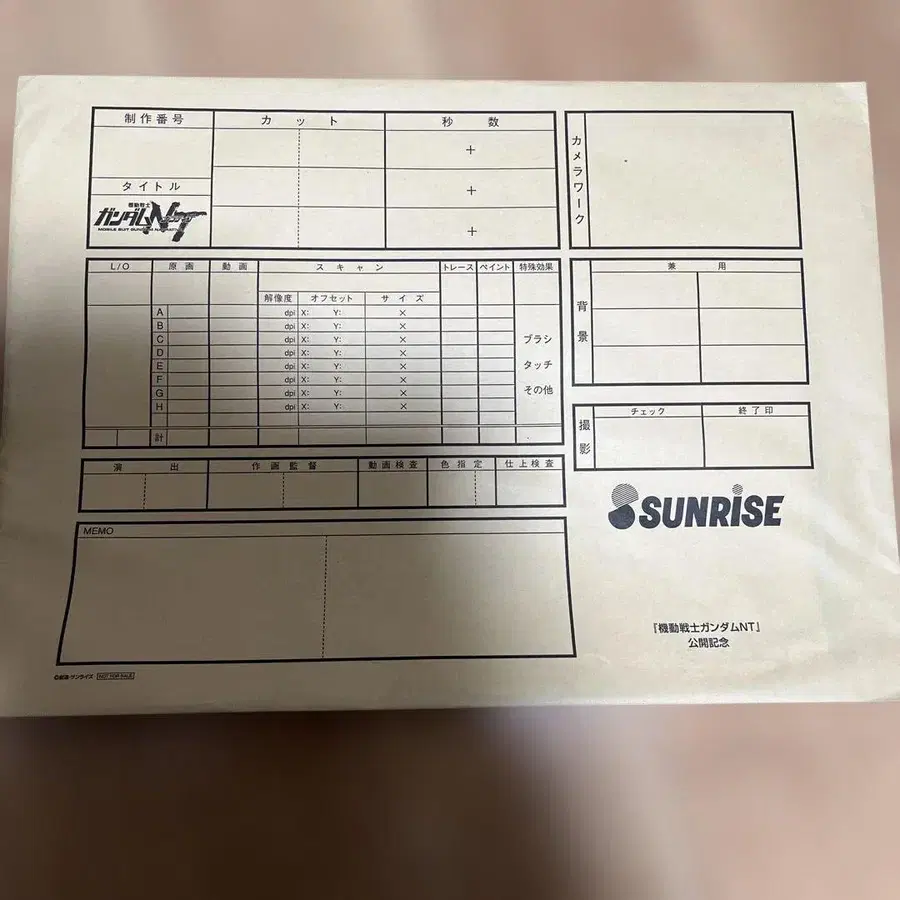 制作番号
カット
秒数
+
+
+
タイトル
機動戦士
ガンダムNT
MOBILE SUIT GUNDAM NARRATIVE
カメラワーク
L/O
原画
動画
スキャン
トレース
ペイント
特殊効果
解像度
オフセット
サイズ
A dpi X: Y: ×
B dpi X: Y: ×
C dpi X: Y: ×
D dpi X: Y: ×
E dpi X: Y: ×
F dpi X: Y: ×
G dpi X: Y: ×
H dpi X: Y: ×
計
ブラシ
タッチ
その他
背景
兼用
撮影
チェック
終了印
演出
作画監督
動画検査
色指定
仕上検査
SUNRISE
MEMO
『機動戦士ガンダムNT』
公開記念
©創通・サンライズ
NOT FOR SALE